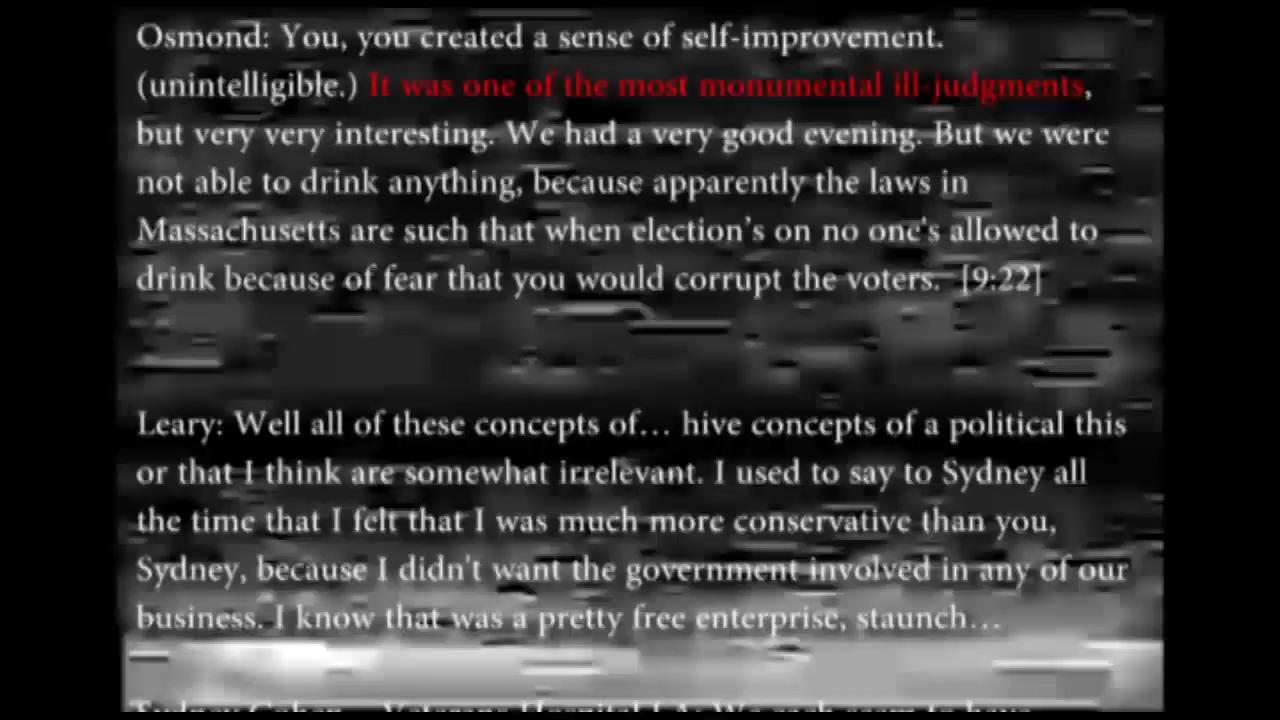 Osmond: You, you created a sense of self-improvement.
(unintelligible.) It was one of the most monumental ill-judgments,
but very very interesting. We had a very good evening. But we were
not able to drink anything, because apparently the laws in
Massachusetts are such that when election's on no one's allowed to
drink because of fear that you would corrupt the voters. [9:22]
Leary: Well all of these concepts of… hive concepts of a political this
or that I think are somewhat irrelevant. I used to say to Sydney all
the time that I felt that I was much more conservative than you,
Sydney, because I didn't want the government involved in any of our
business. I know that was a pretty free enterprise, staunch…